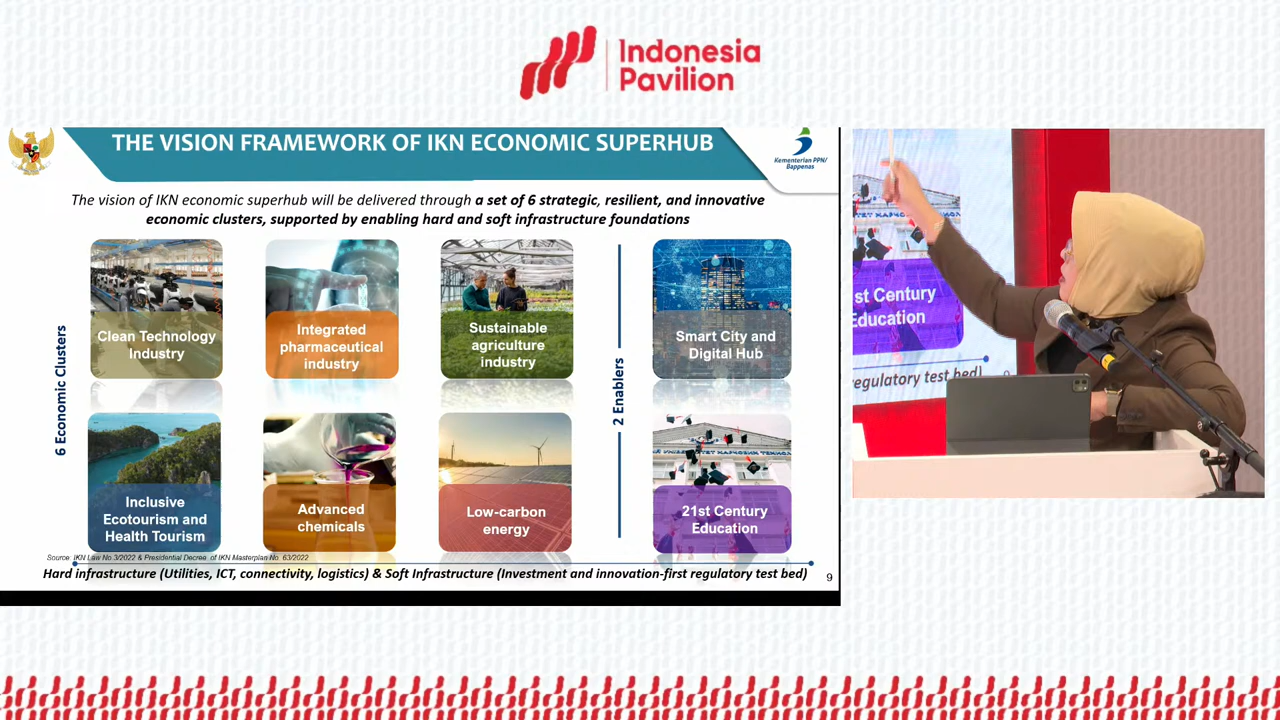 Indonesia
Pavilion
THE VISION FRAMEWORK OF IKN ECONOMIC SUPERHUB
Kementerian PPN/
Bappenas
The vision of IKN economic superhub will be delivered through a set of 6 strategic, resilient, and innovative
economic clusters, supported by enabling hard and soft infrastructure foundations
6 Economic Clusters
Clean Technology
Industry
Integrated
pharmaceutical
industry
Sustainable
agriculture
industry
2 Enablers
Smart City and
Digital Hub
Inclusive
Ecotourism and
Health Tourism
Advanced
chemicals
Low-carbon
energy
21st Century
Education
Source: IKN Law No.3/2022 & Presidential Decree of IKN Masterplan No. 63/2022
Hard infrastructure (Utilities, ICT, connectivity, logistics) & Soft Infrastructure (Investment and innovation-first regulatory test bed)
9
st Century
Education
regulatory test bed)
9